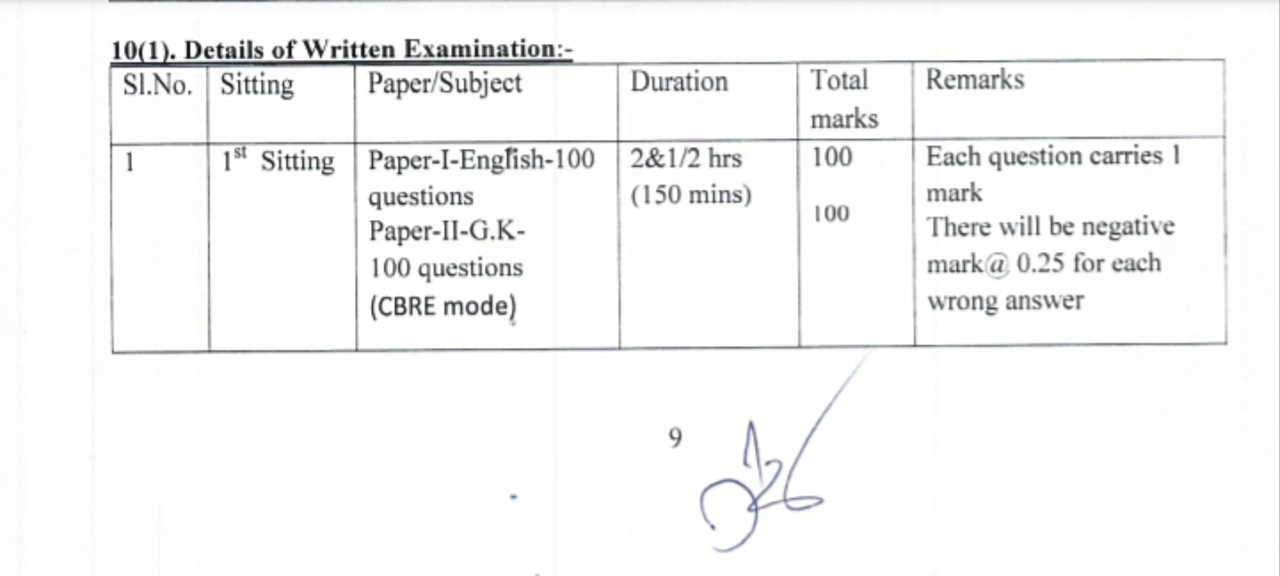 10(1). Details of Written Examination:-
Sl.No. Sitting Paper/Subject Duration Total marks Remarks
1 1st Sitting Paper-I-English-100 questions
Paper-II-G.K-
100 questions
(CBRE mode)
2&1/2 hrs
(150 mins)
100
100
Each question carries 1
mark
There will be negative
mark@ 0.25 for each
wrong answer
9